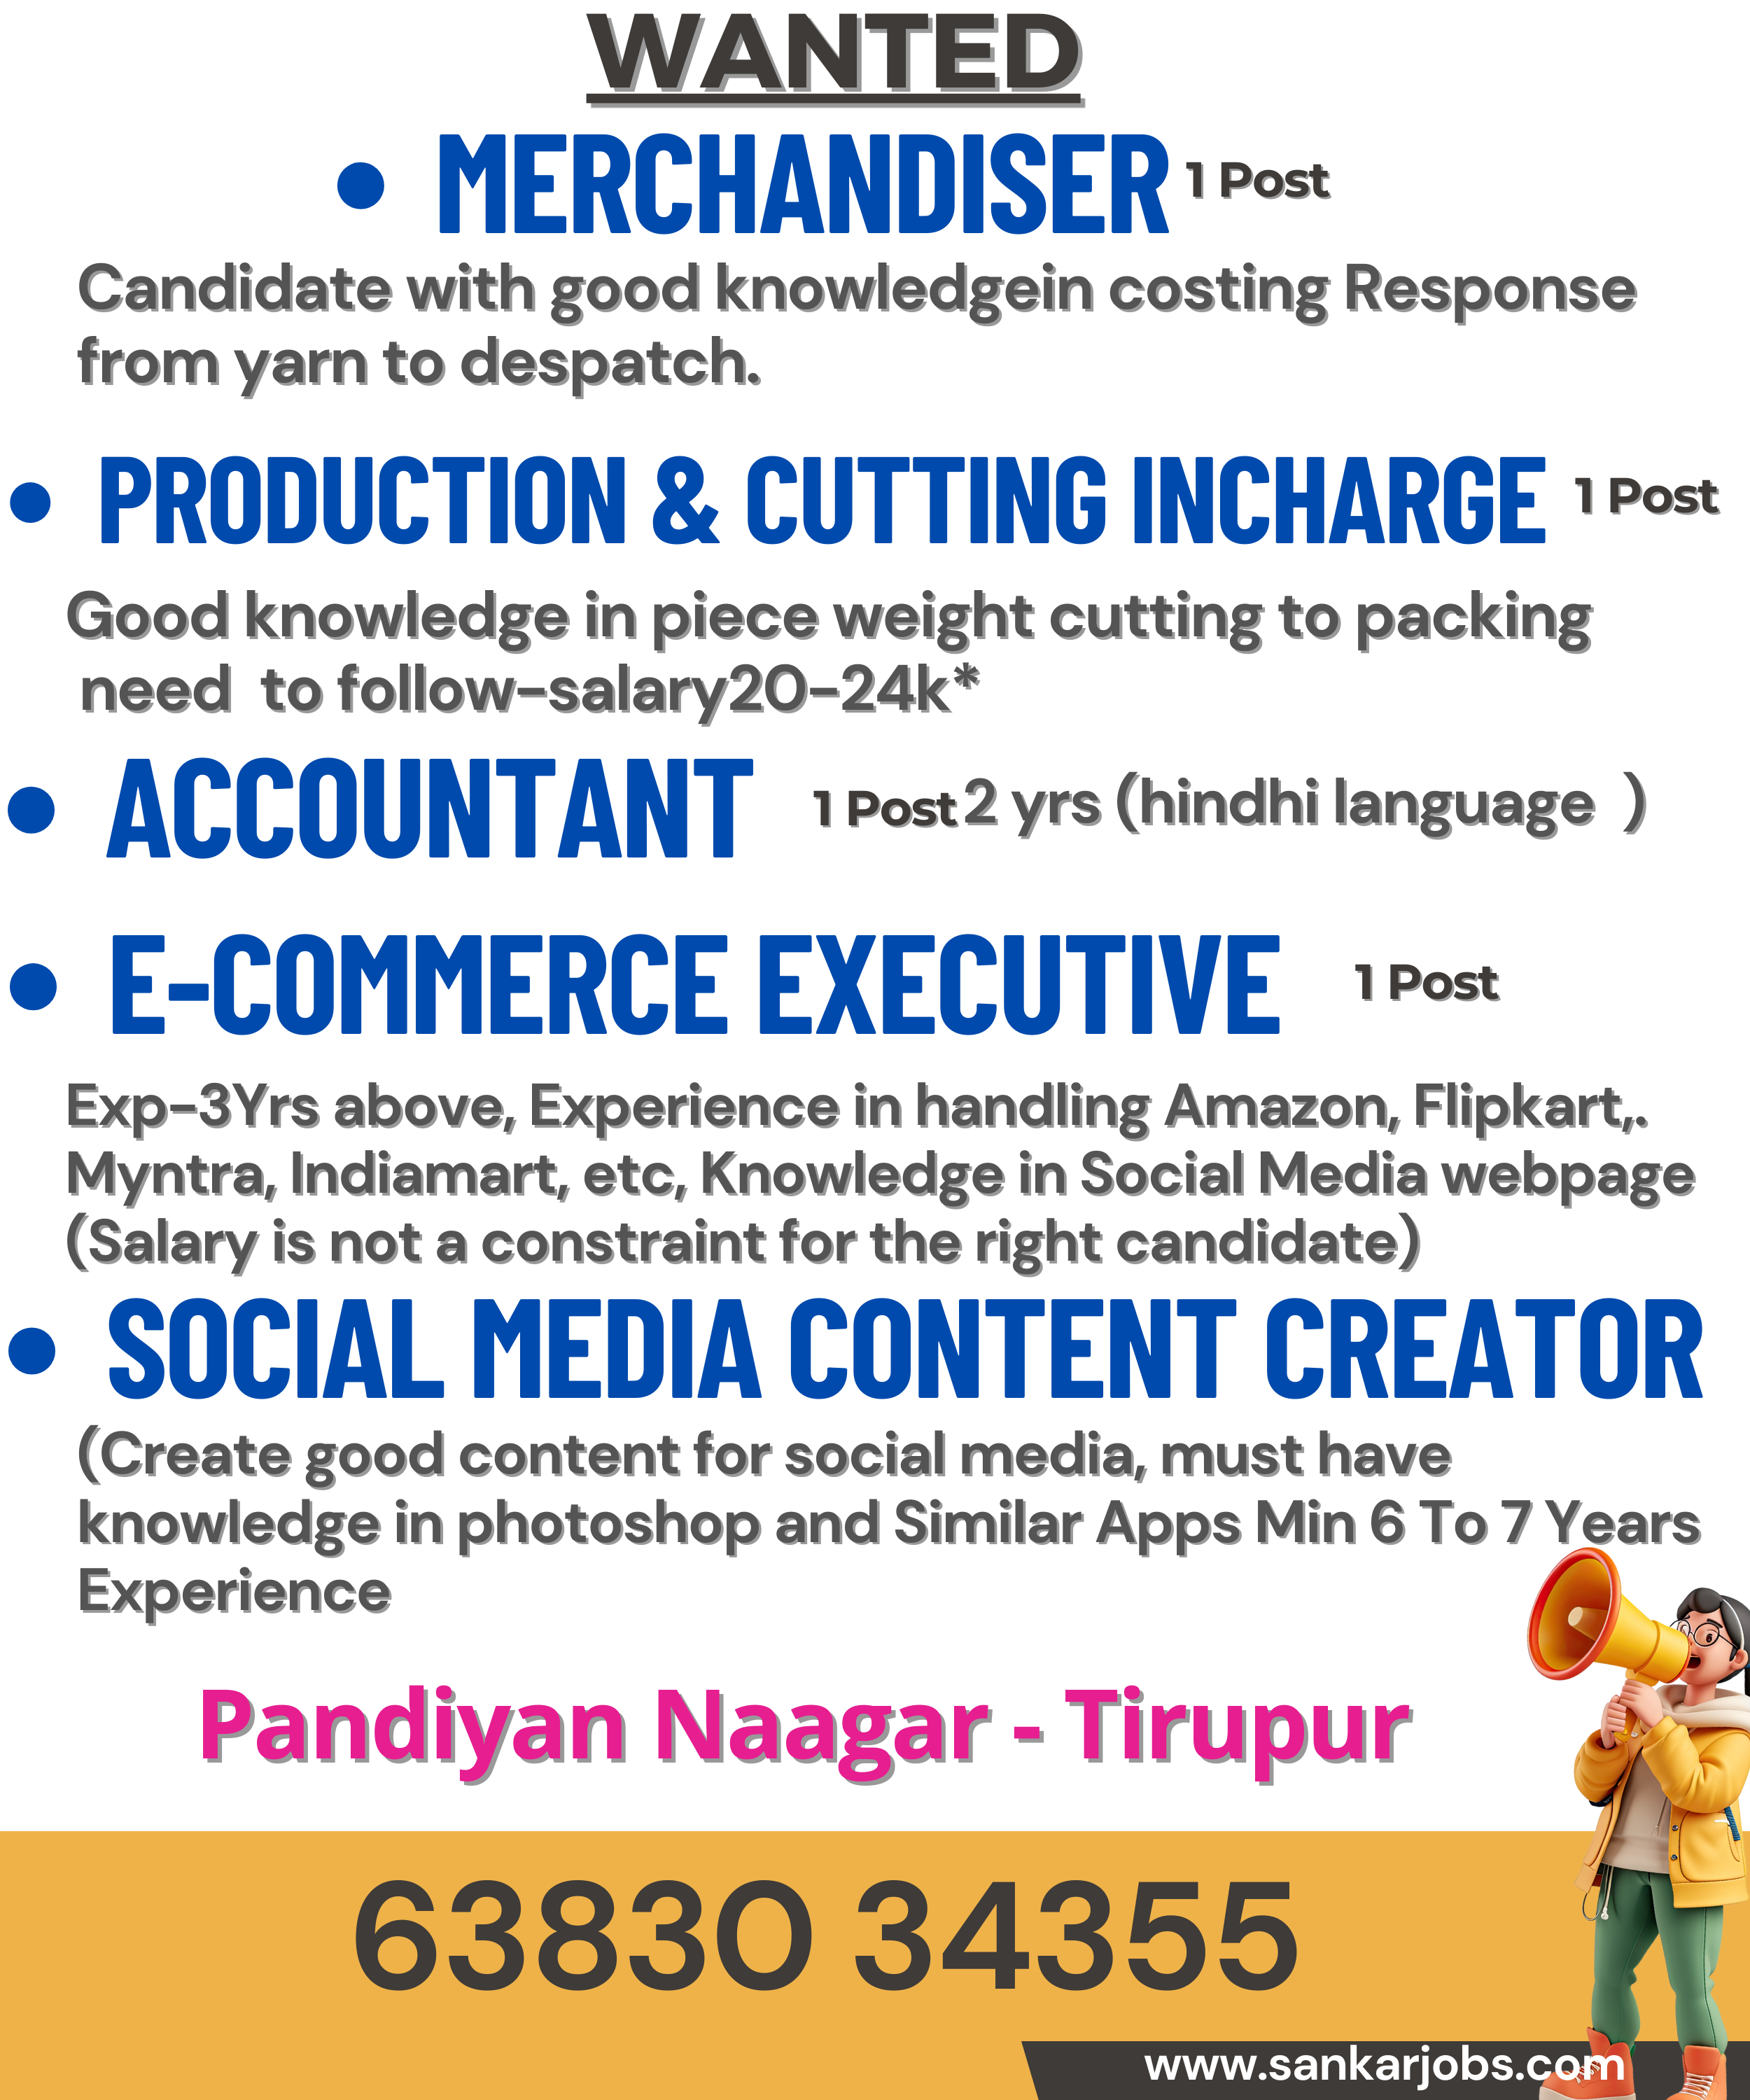 WANTED
• MERCHANDISER 1 Post
Candidate with good knowledgein costing Response
from yarn to despatch.
• PRODUCTION & CUTTING INCHARGE 1 Post
Good knowledge in piece weight cutting to packing
need to follow-salary20-24k*
• ACCOUNTANT 1 Post 2 yrs (hindhi language )
• E-COMMERCE EXECUTIVE 1 Post
Exp-3Yrs above, Experience in handling Amazon, Flipkart,.
Myntra, Indiamart, etc, Knowledge in Social Media webpage
(Salary is not a constraint for the right candidate)
• SOCIAL MEDIA CONTENT CREATOR
(Create good content for social media, must have
knowledge in photoshop and Similar Apps Min 6 To 7 Years
Experience
Pandiyan Naagar - Tirupur
63830 34355
www.sankarjobs.com